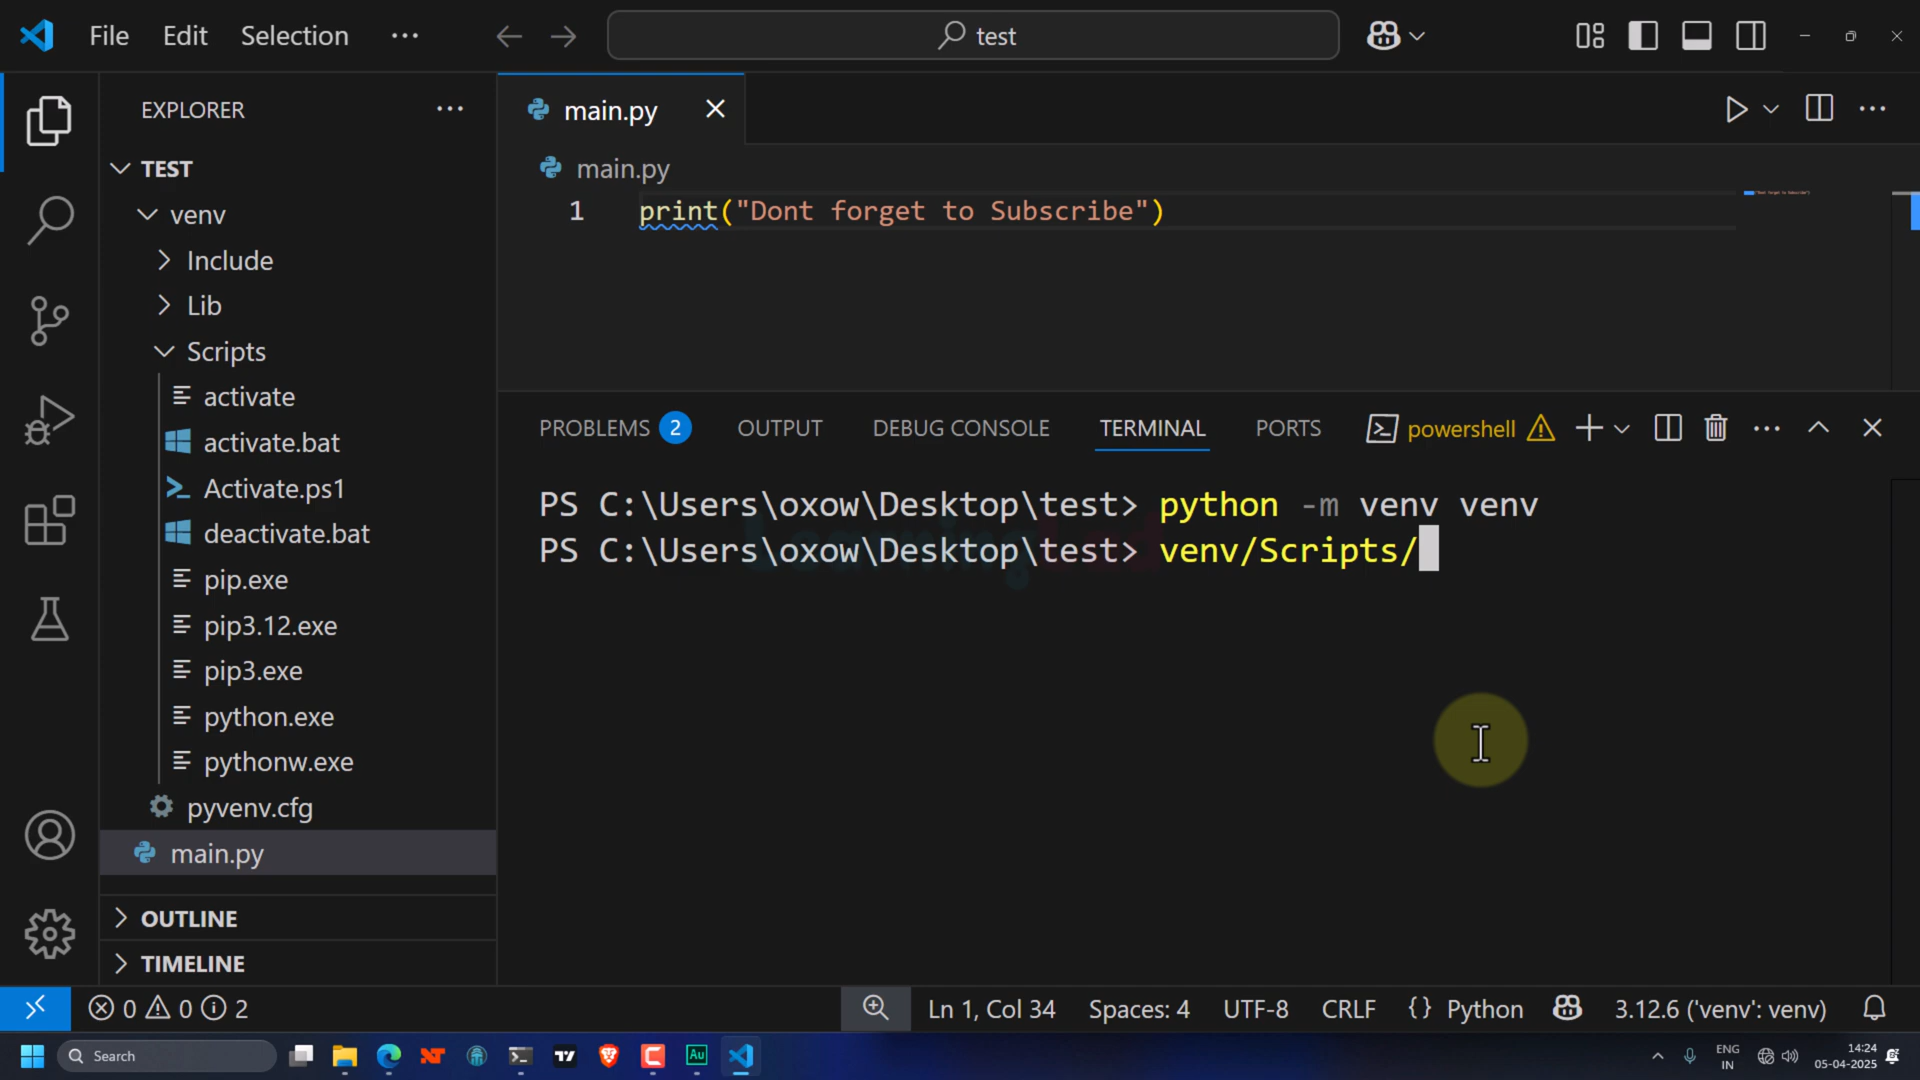 File Edit Selection ··· test
EXPLORER ···
TEST
venv
Include
Lib
Scripts
activate
activate.bat
Activate.ps1
deactivate.bat
pip.exe
pip3.12.exe
pip3.exe
python.exe
pythonw.exe
pyvenv.cfg
main.py
OUTLINE
TIMELINE
main.py
main.py
1 print("Dont forget to Subscribe")
PROBLEMS 2 OUTPUT DEBUG CONSOLE TERMINAL PORTS powershell
PS C:\Users\oxow\Desktop\test> python -m venv venv
PS C:\Users\oxow\Desktop\test> venv/Scripts/
0 0 2 Ln 1, Col 34 Spaces: 4 UTF-8 CRLF {} Python 3.12.6 ('venv': venv)
Search Au ENG 14:24
IN 05-04-2025